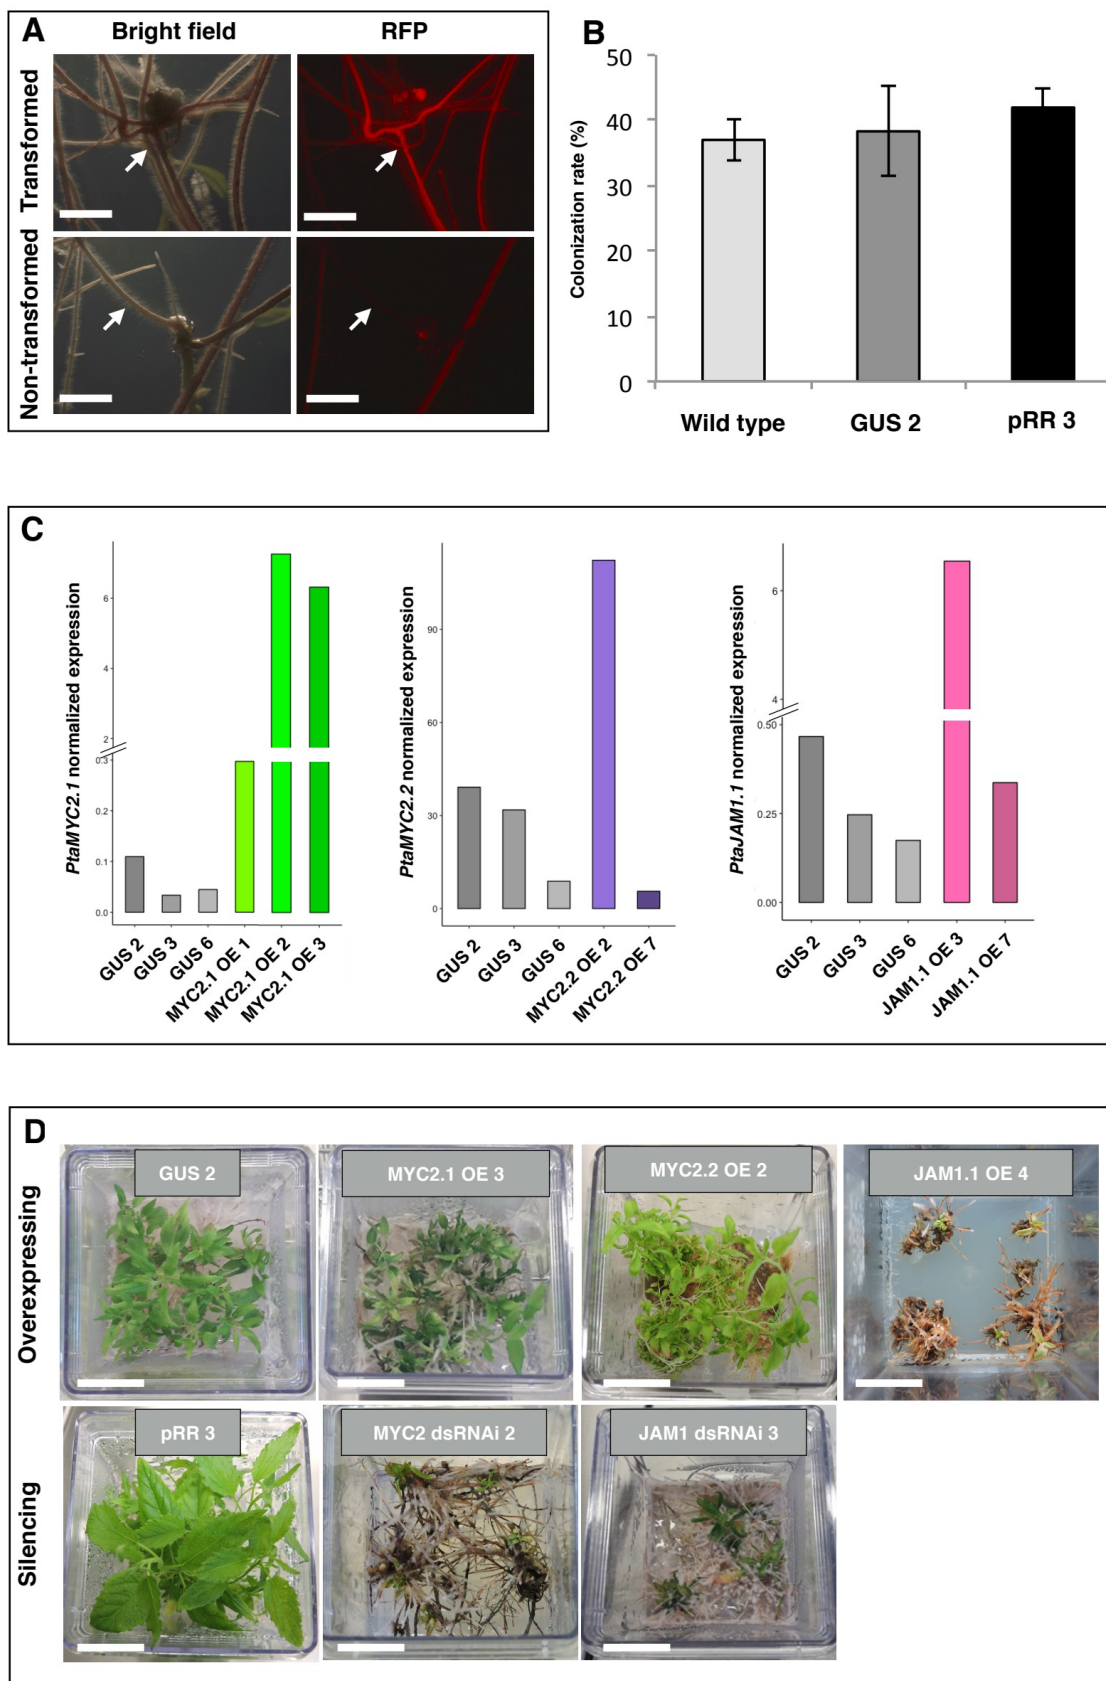 A
Bright field
RFP
Transformed
Non-transformed
B
Colonization rate (%)
50
40
30
20
10
0
Wild type
GUS 2
pRR 3
C
PtaMYC2.1 normalized expression
6
4
2
0.3
0.2
0.1
0.0
GUS 2
GUS 3
GUS 6
MYC2.1 OE 1
MYC2.1 OE 2
MYC2.1 OE 3
PtaMYC2.2 normalized expression
90
60
30
0
GUS 2
GUS 3
GUS 6
MYC2.2 OE 2
MYC2.2 OE 7
PtaJAM1.1 normalized expression
6
4
0.50
0.25
0.00
GUS 2
GUS 3
GUS 6
JAM1.1 OE 3
JAM1.1 OE 7
D
Overexpressing
GUS 2
MYC2.1 OE 3
MYC2.2 OE 2
JAM1.1 OE 4
Silencing
pRR 3
MYC2 dsRNAi 2
JAM1 dsRNAi 3